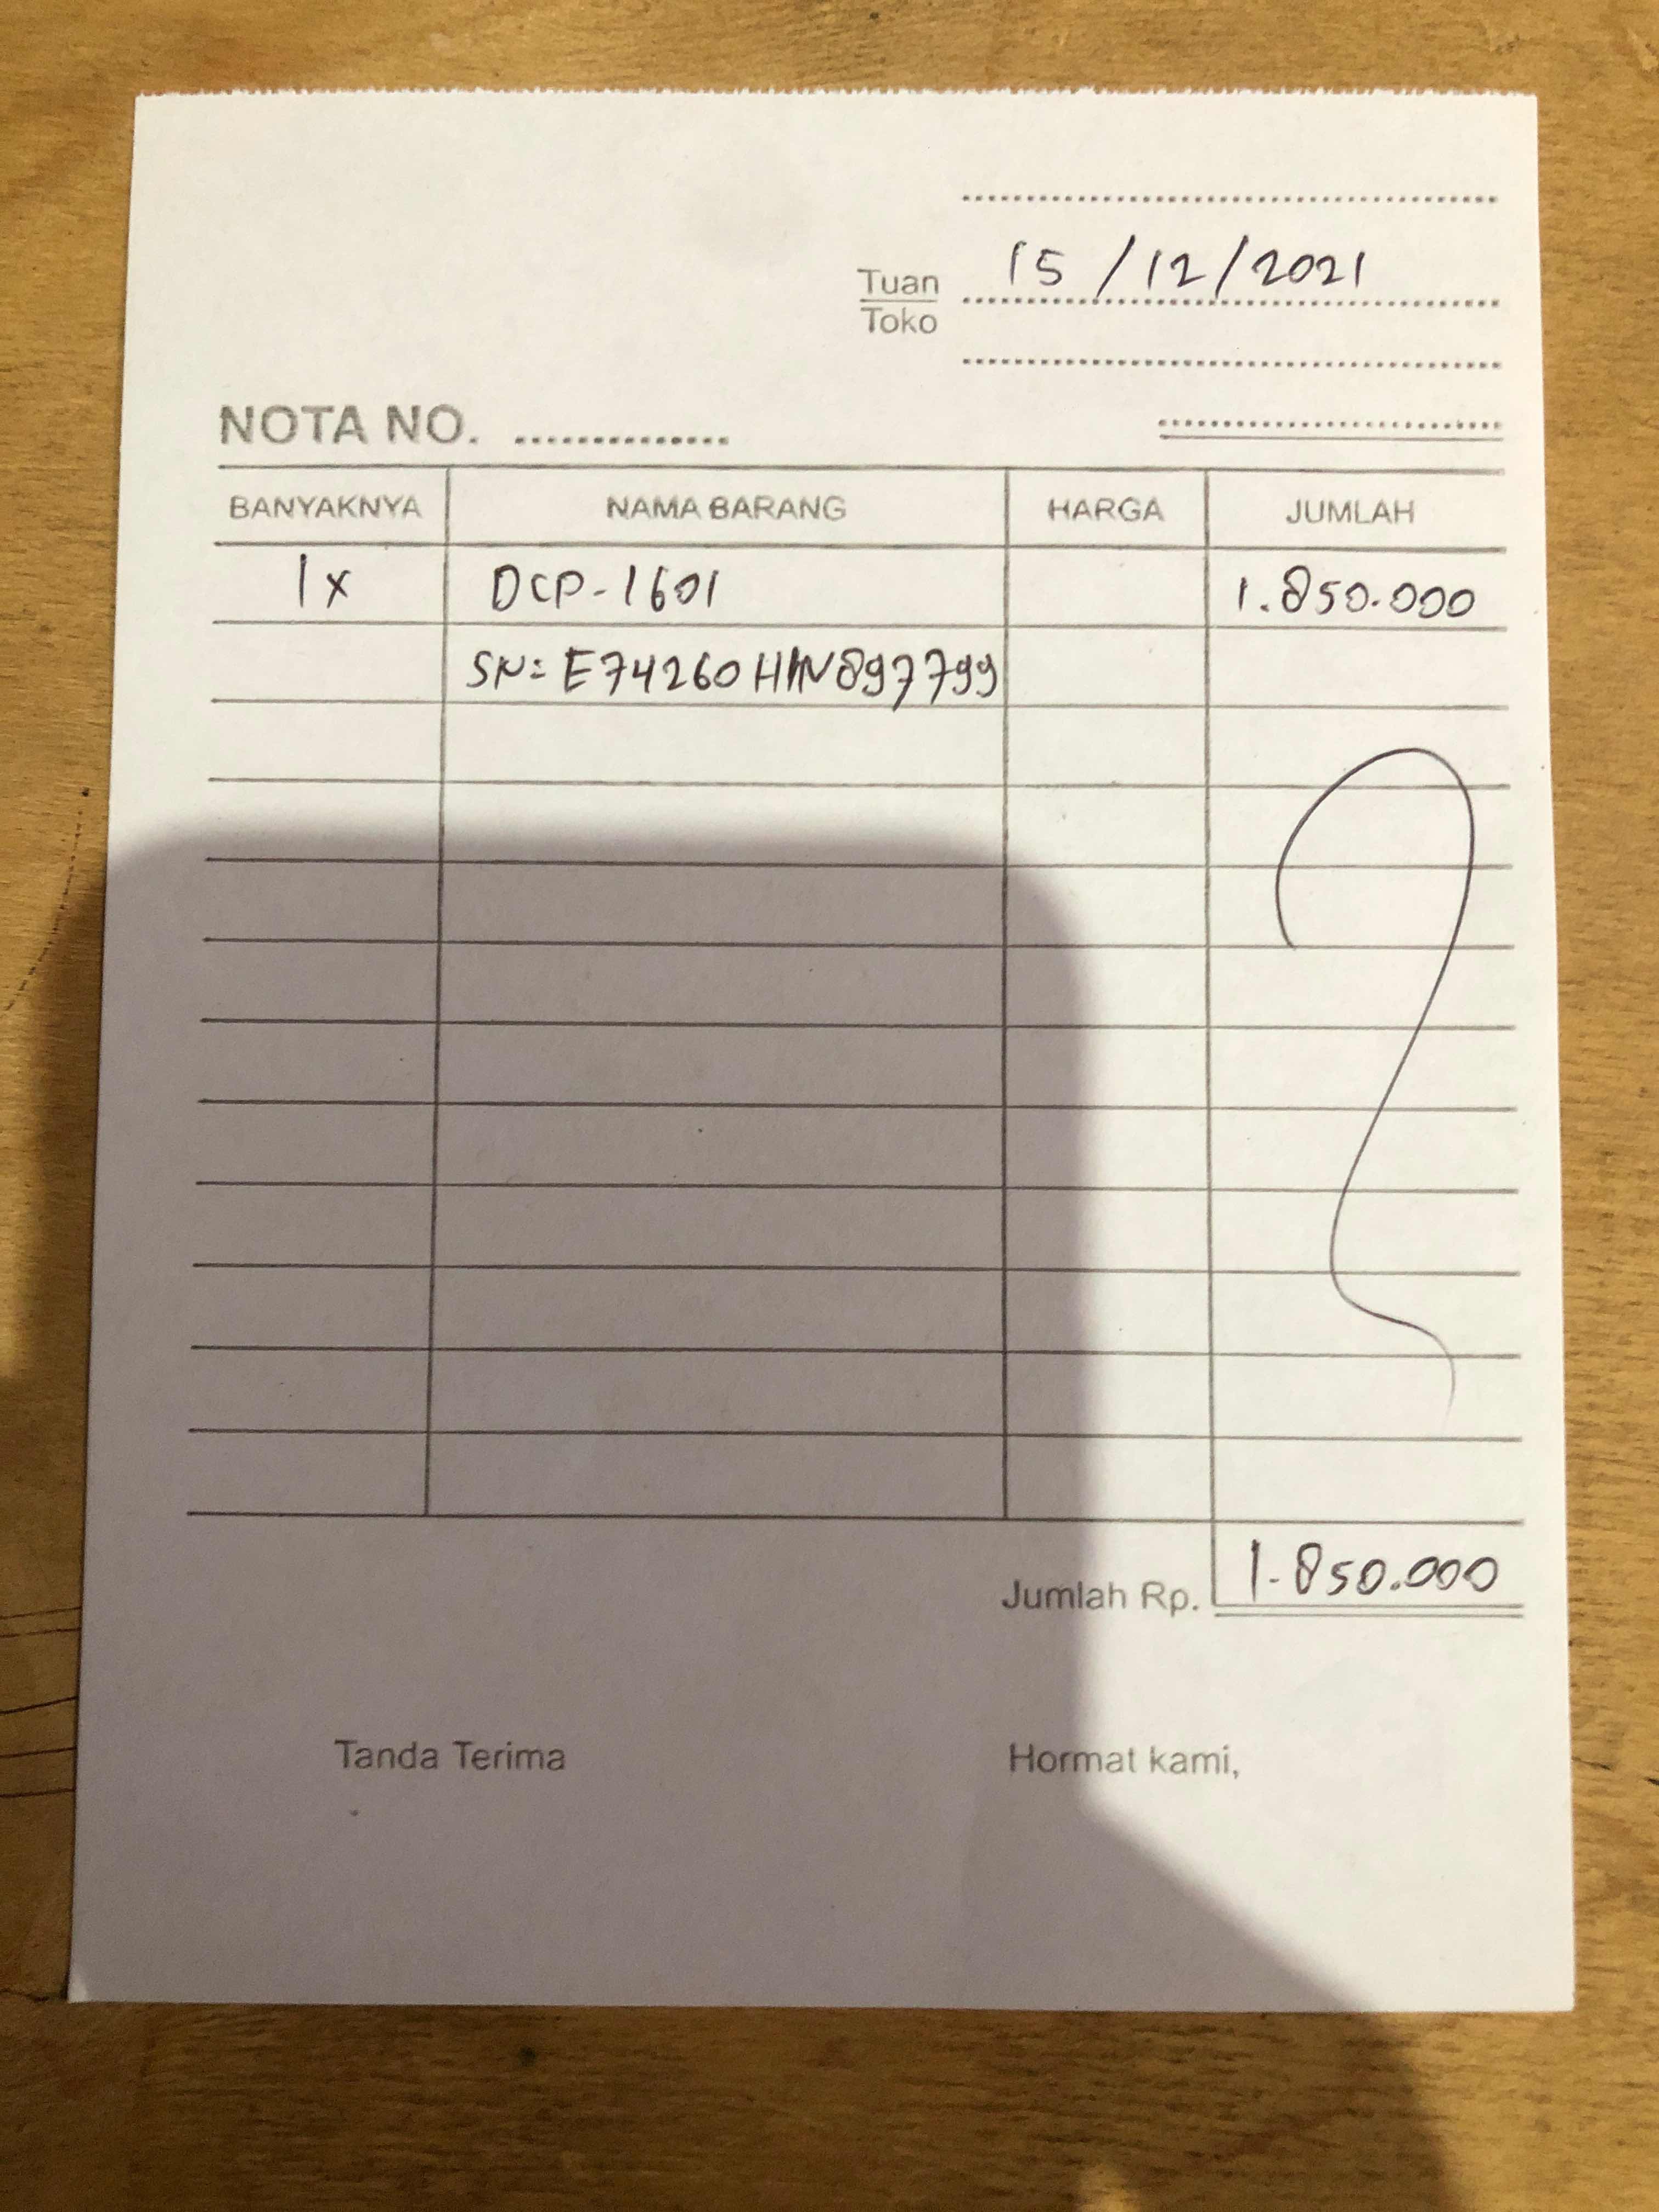 15/12/2021
Tuan
Toko
NOTA NO.
BANYAKNYA NAMA BARANG HARGA JUMLAH
1x DCP-1601 1.850.000
SN:
Jumlah Rp. 1.850.000
Tanda Terima Hormat kami,